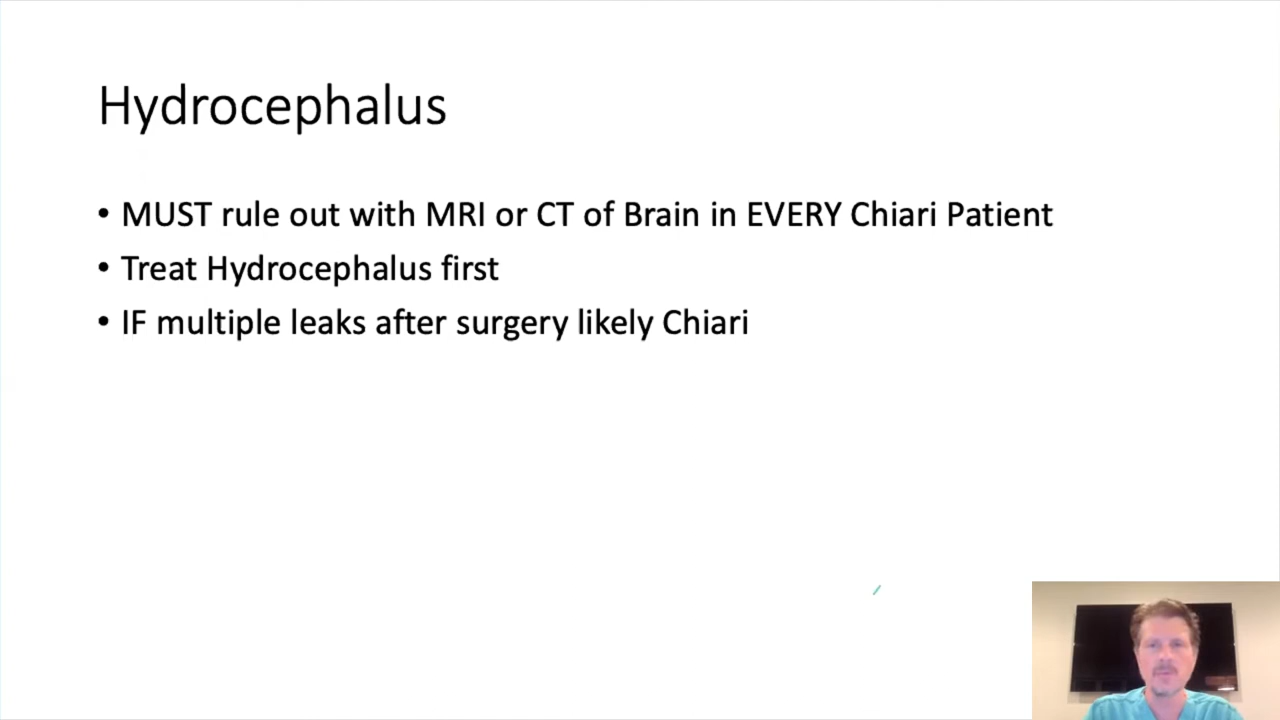 Hydrocephalus
• MUST rule out with MRI or CT of Brain in EVERY Chiari Patient
• Treat Hydrocephalus first
• IF multiple leaks after surgery likely Chiari